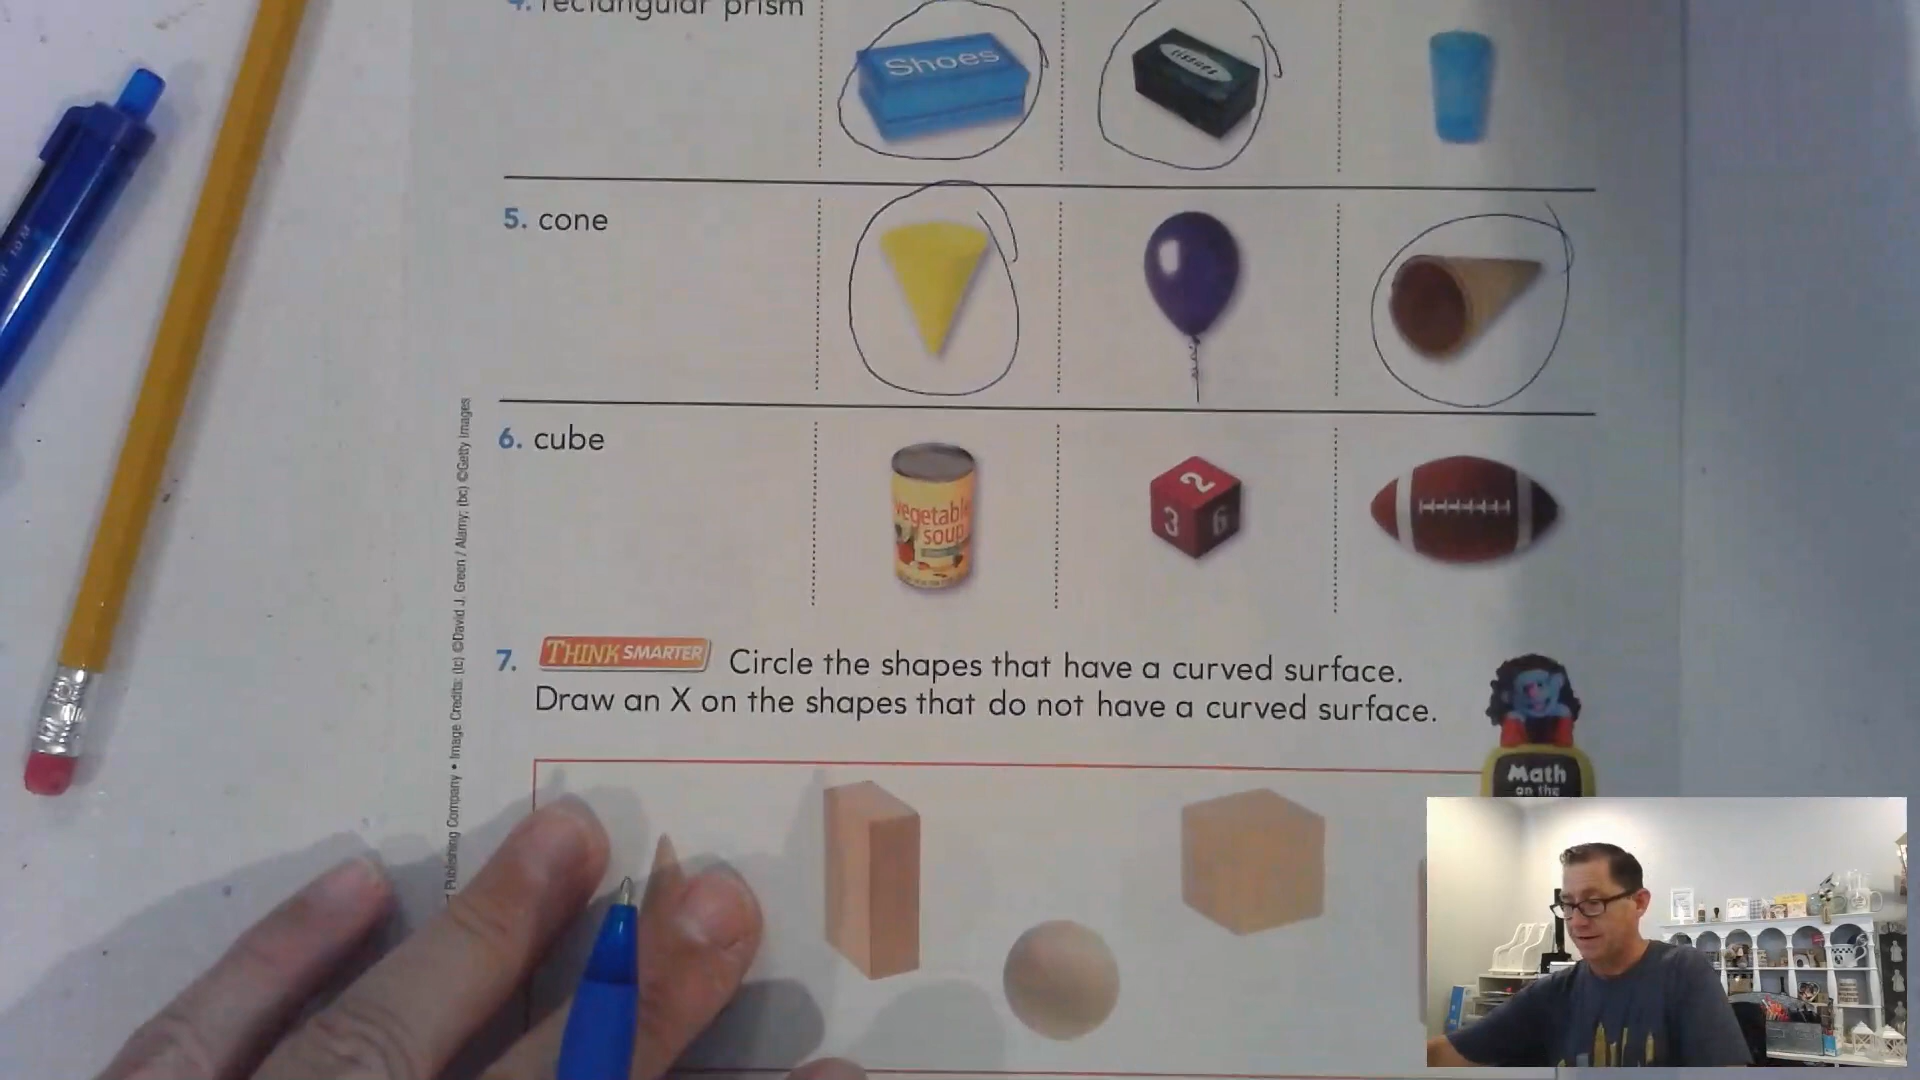 4. rectangular prism
Shoes
tissues
5. cone
6. cube
vegetable
soup
2
3 6
7. THINK SMARTER Circle the shapes that have a curved surface.
Draw an X on the shapes that do not have a curved surface.
Math
on the
Publishing Company • Image Credits: (tc) ©David J. Green / Alamy; (bc) ©Getty Images